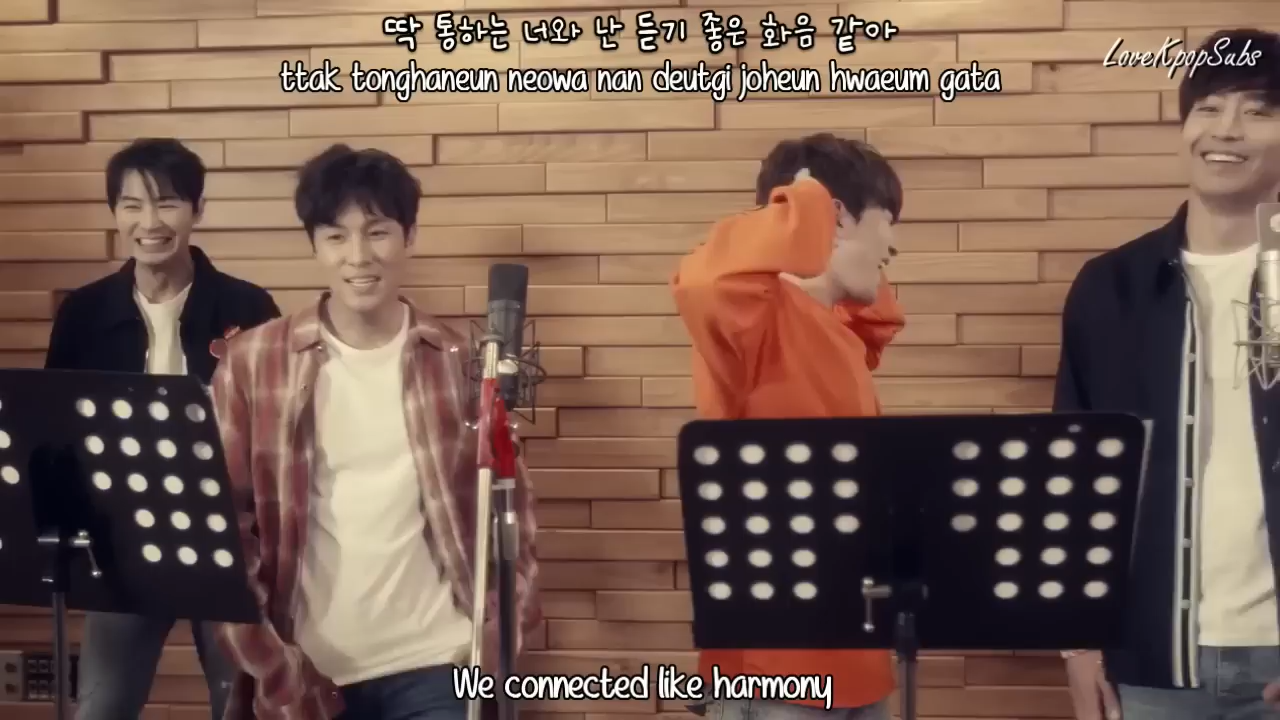 딱 통하는 너와 난 듣기 좋은 화음 같아
ttak tonghaneun neowa nan deutgi joheun hwaeum gata
LoveKpopSubs
We connected like harmony